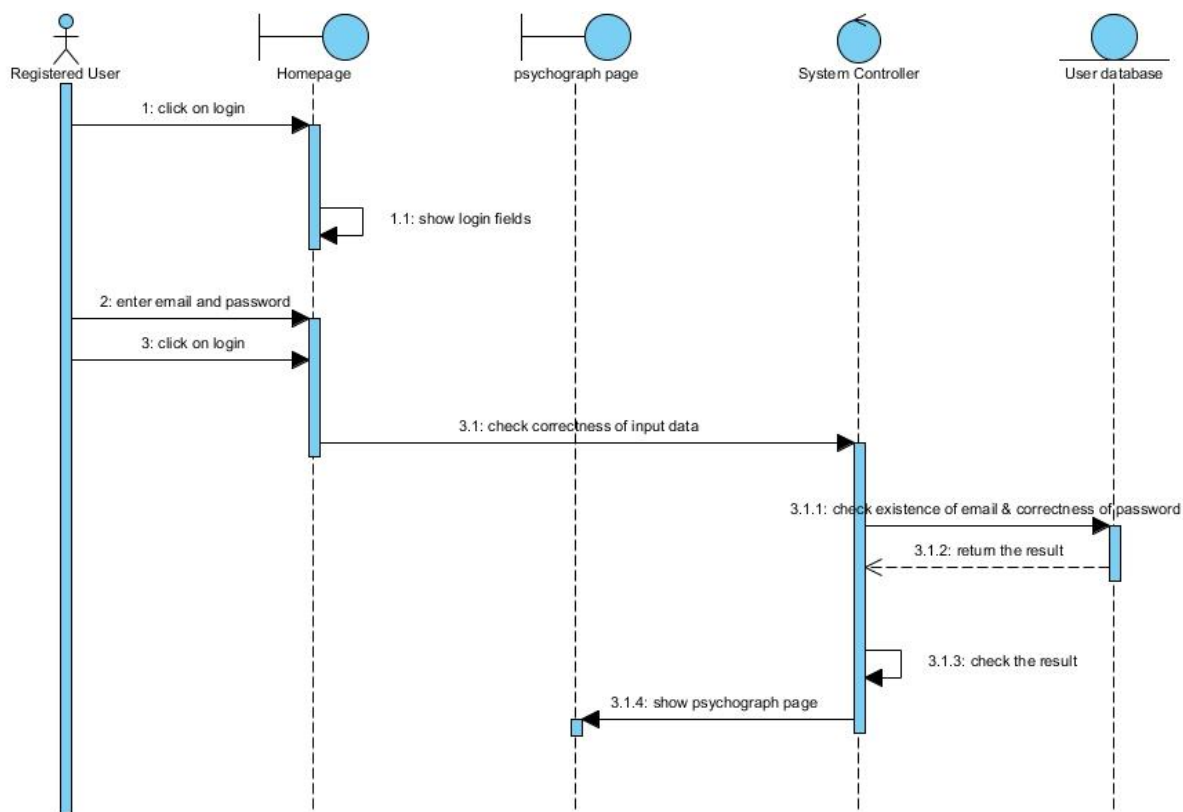 Registered User
Homepage
psychograph page
System Controller
User database
1: click on login
1.1: show login fields
2: enter email and password
3: click on login
3.1: check correctness of input data
3.1.1: check existence of email & correctness of password
3.1.2: return the result
3.1.3: check the result
3.1.4: show psychograph page